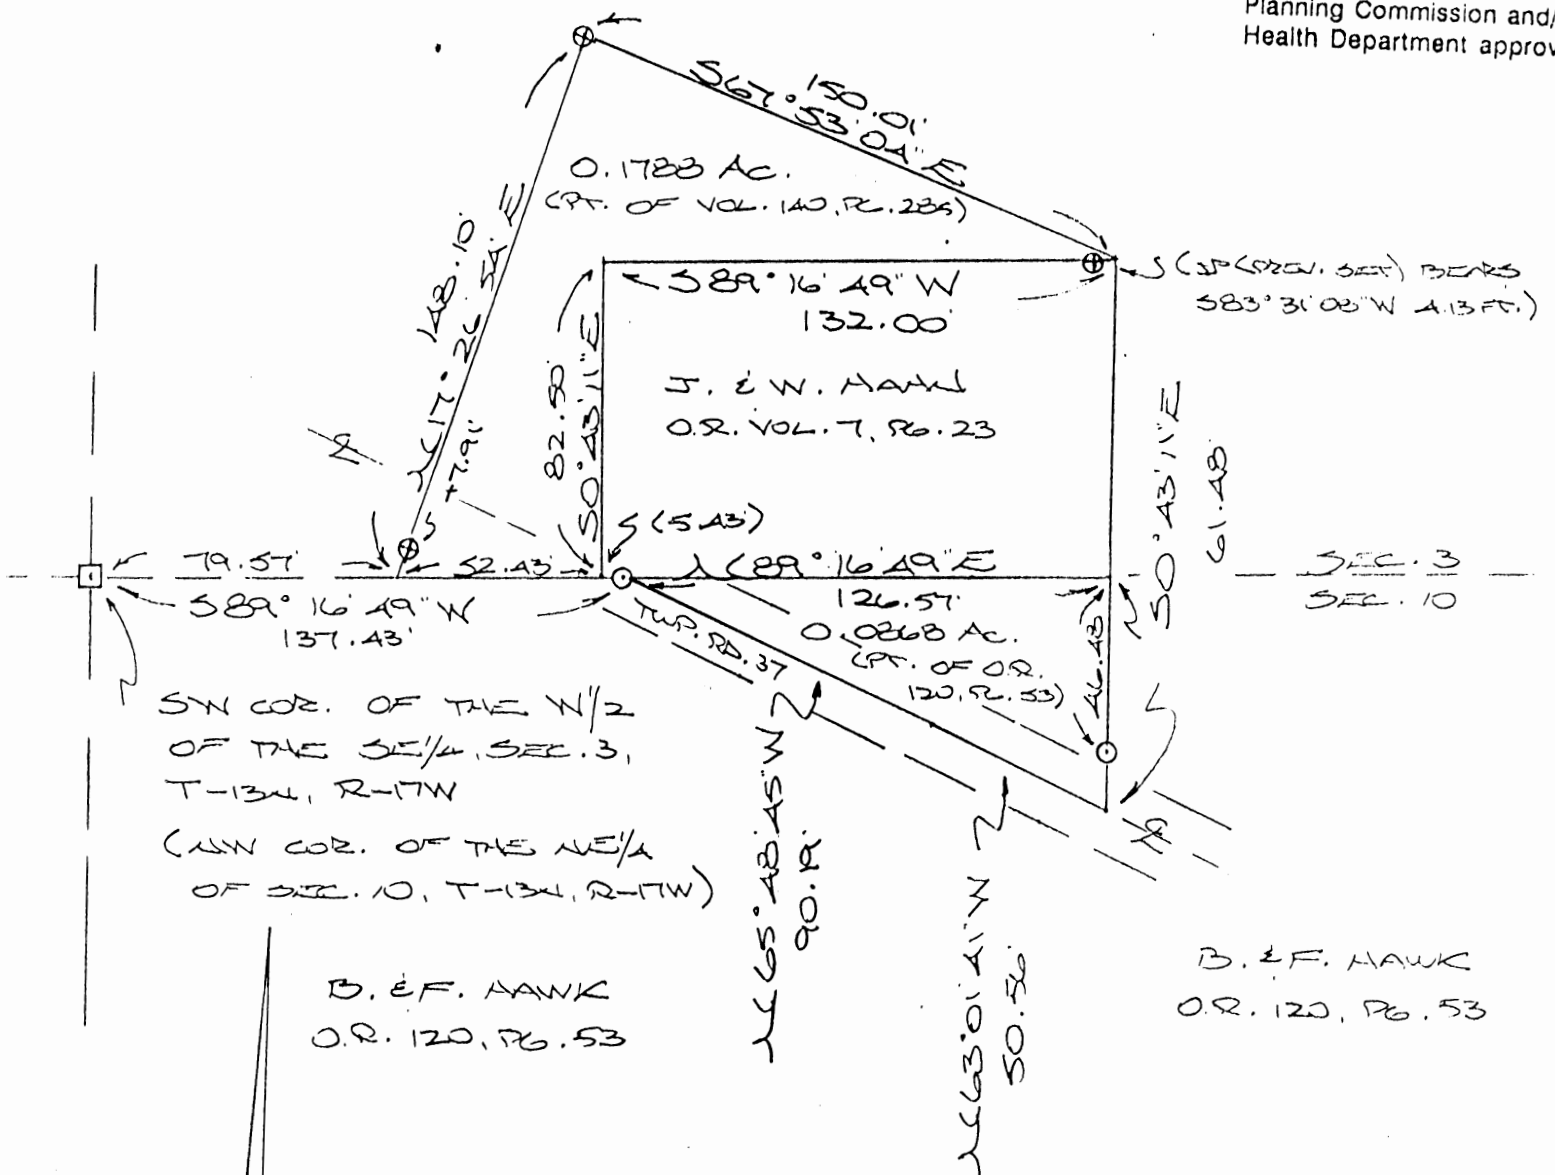 Planning Commission and/
Health Department approv
150.01'
S67°53'04"E
0.1788 Ac.
(PT. OF VOL. 140, PG. 286)
148.10'
N17°26'54"E
+7.91'
S89°16'49"W
132.00'
S (IP (PREV. SET) BEARS
S83°31'08"W 4.13 FT.)
82.50'
S0°43'11"E
J. & W. HAHN
O.R. VOL. 7, PG. 23
S0°43'11"E
61.48'
S (5.43')
79.57'
52.43'
N89°16'49"E
126.57'
SEC. 3
SEC. 10
S89°16'49"W
137.43'
TWP. RD. 37
0.0868 Ac.
(PT. OF O.R.
120, PG. 53)
46.48'
SW COR. OF THE W1/2
OF THE SE1/4, SEC. 3,
T-13N, R-17W
(NW COR. OF THE NE1/4
OF SEC. 10, T-13N, R-17W)
N65°48'45"W
90.19'
N63°01'41"W
50.56'
B. & F. HAWK
O.R. 120, PG. 53
B. & F. HAWK
O.R. 120, PG. 53